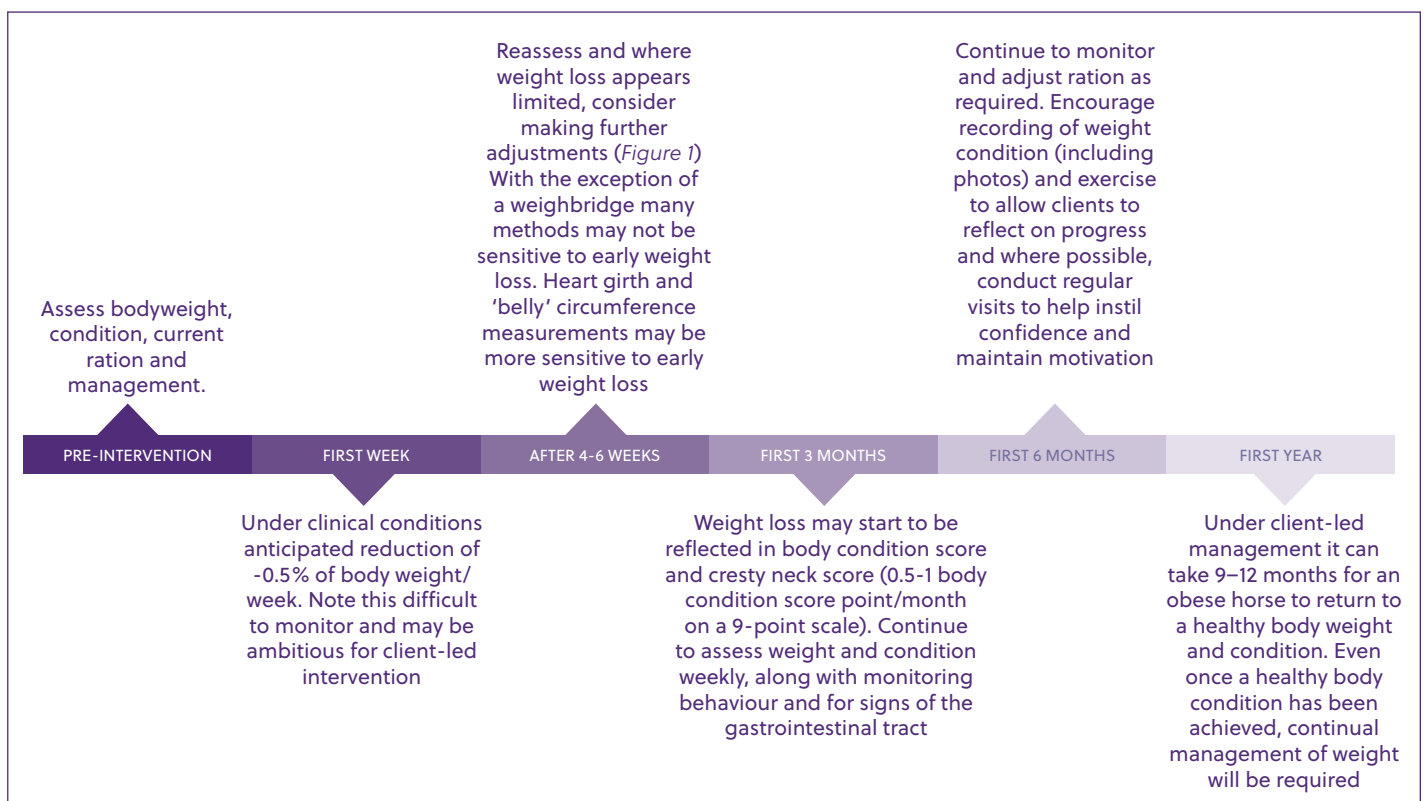 Assess bodyweight,
condition, current
ration and
management.
Reassess and where
weight loss appears
limited, consider
making further
adjustments (Figure 1)
With the exception of
a weighbridge many
methods may not be
sensitive to early weight
loss. Heart girth and
'belly' circumference
measurements may be
more sensitive to early
weight loss
Continue to monitor
and adjust ration as
required. Encourage
recording of weight
condition (including
photos) and exercise
to allow clients to
reflect on progress
and where possible,
conduct regular
visits to help instil
confidence and
maintain motivation
PRE-INTERVENTION
FIRST WEEK
AFTER 4-6 WEEKS
FIRST 3 MONTHS
FIRST 6 MONTHS
FIRST YEAR
Under clinical conditions
anticipated reduction of
-0.5% of body weight/
week. Note this difficult
to monitor and may be
ambitious for client-led
intervention
Weight loss may start to be
reflected in body condition score
and cresty neck score (0.5-1 body
condition score point/month
on a 9-point scale). Continue
to assess weight and condition
weekly, along with monitoring
behaviour and for signs of the
gastrointestinal tract
Under client-led
management it can
take 9–12 months for an
obese horse to return to
a healthy body weight
and condition. Even
once a healthy body
condition has been
achieved, continual
management of weight
will be required